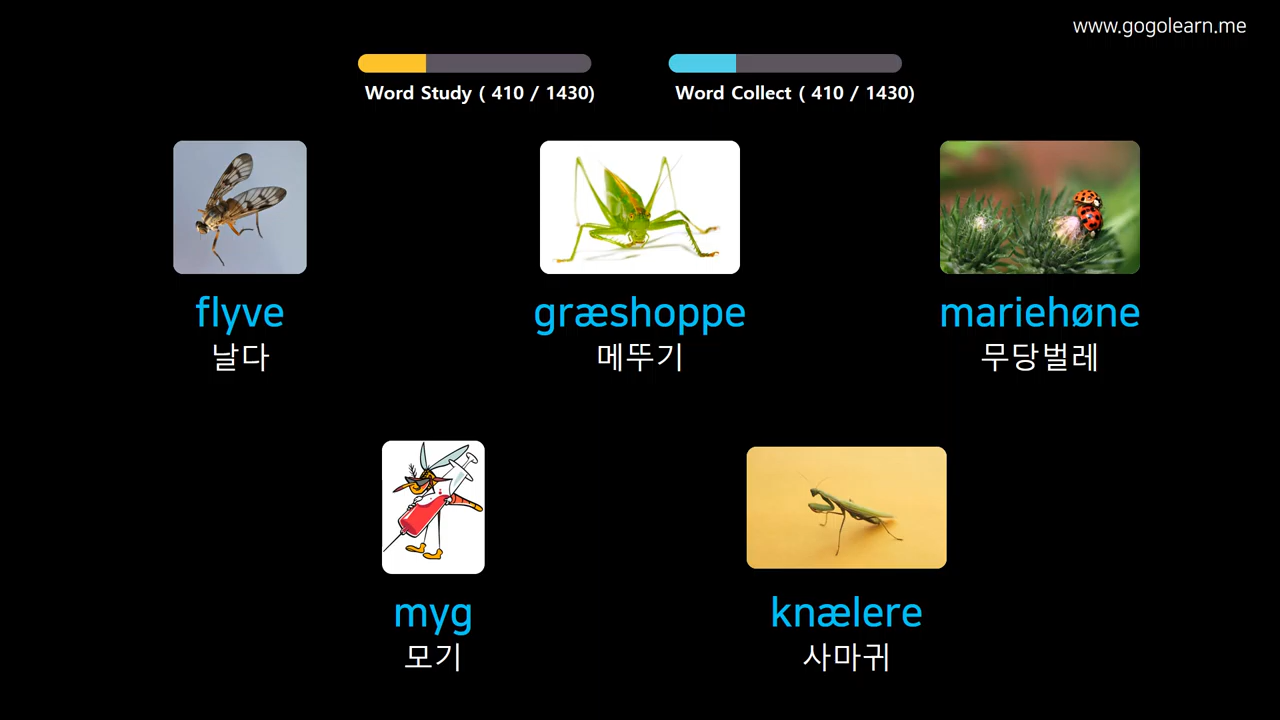 www.gogolearn.me
Word Study ( 410 / 1430)
Word Collect ( 410 / 1430)
flyve
날다
græshoppe
메뚜기
mariehøne
무당벌레
myg
모기
knælere
사마귀